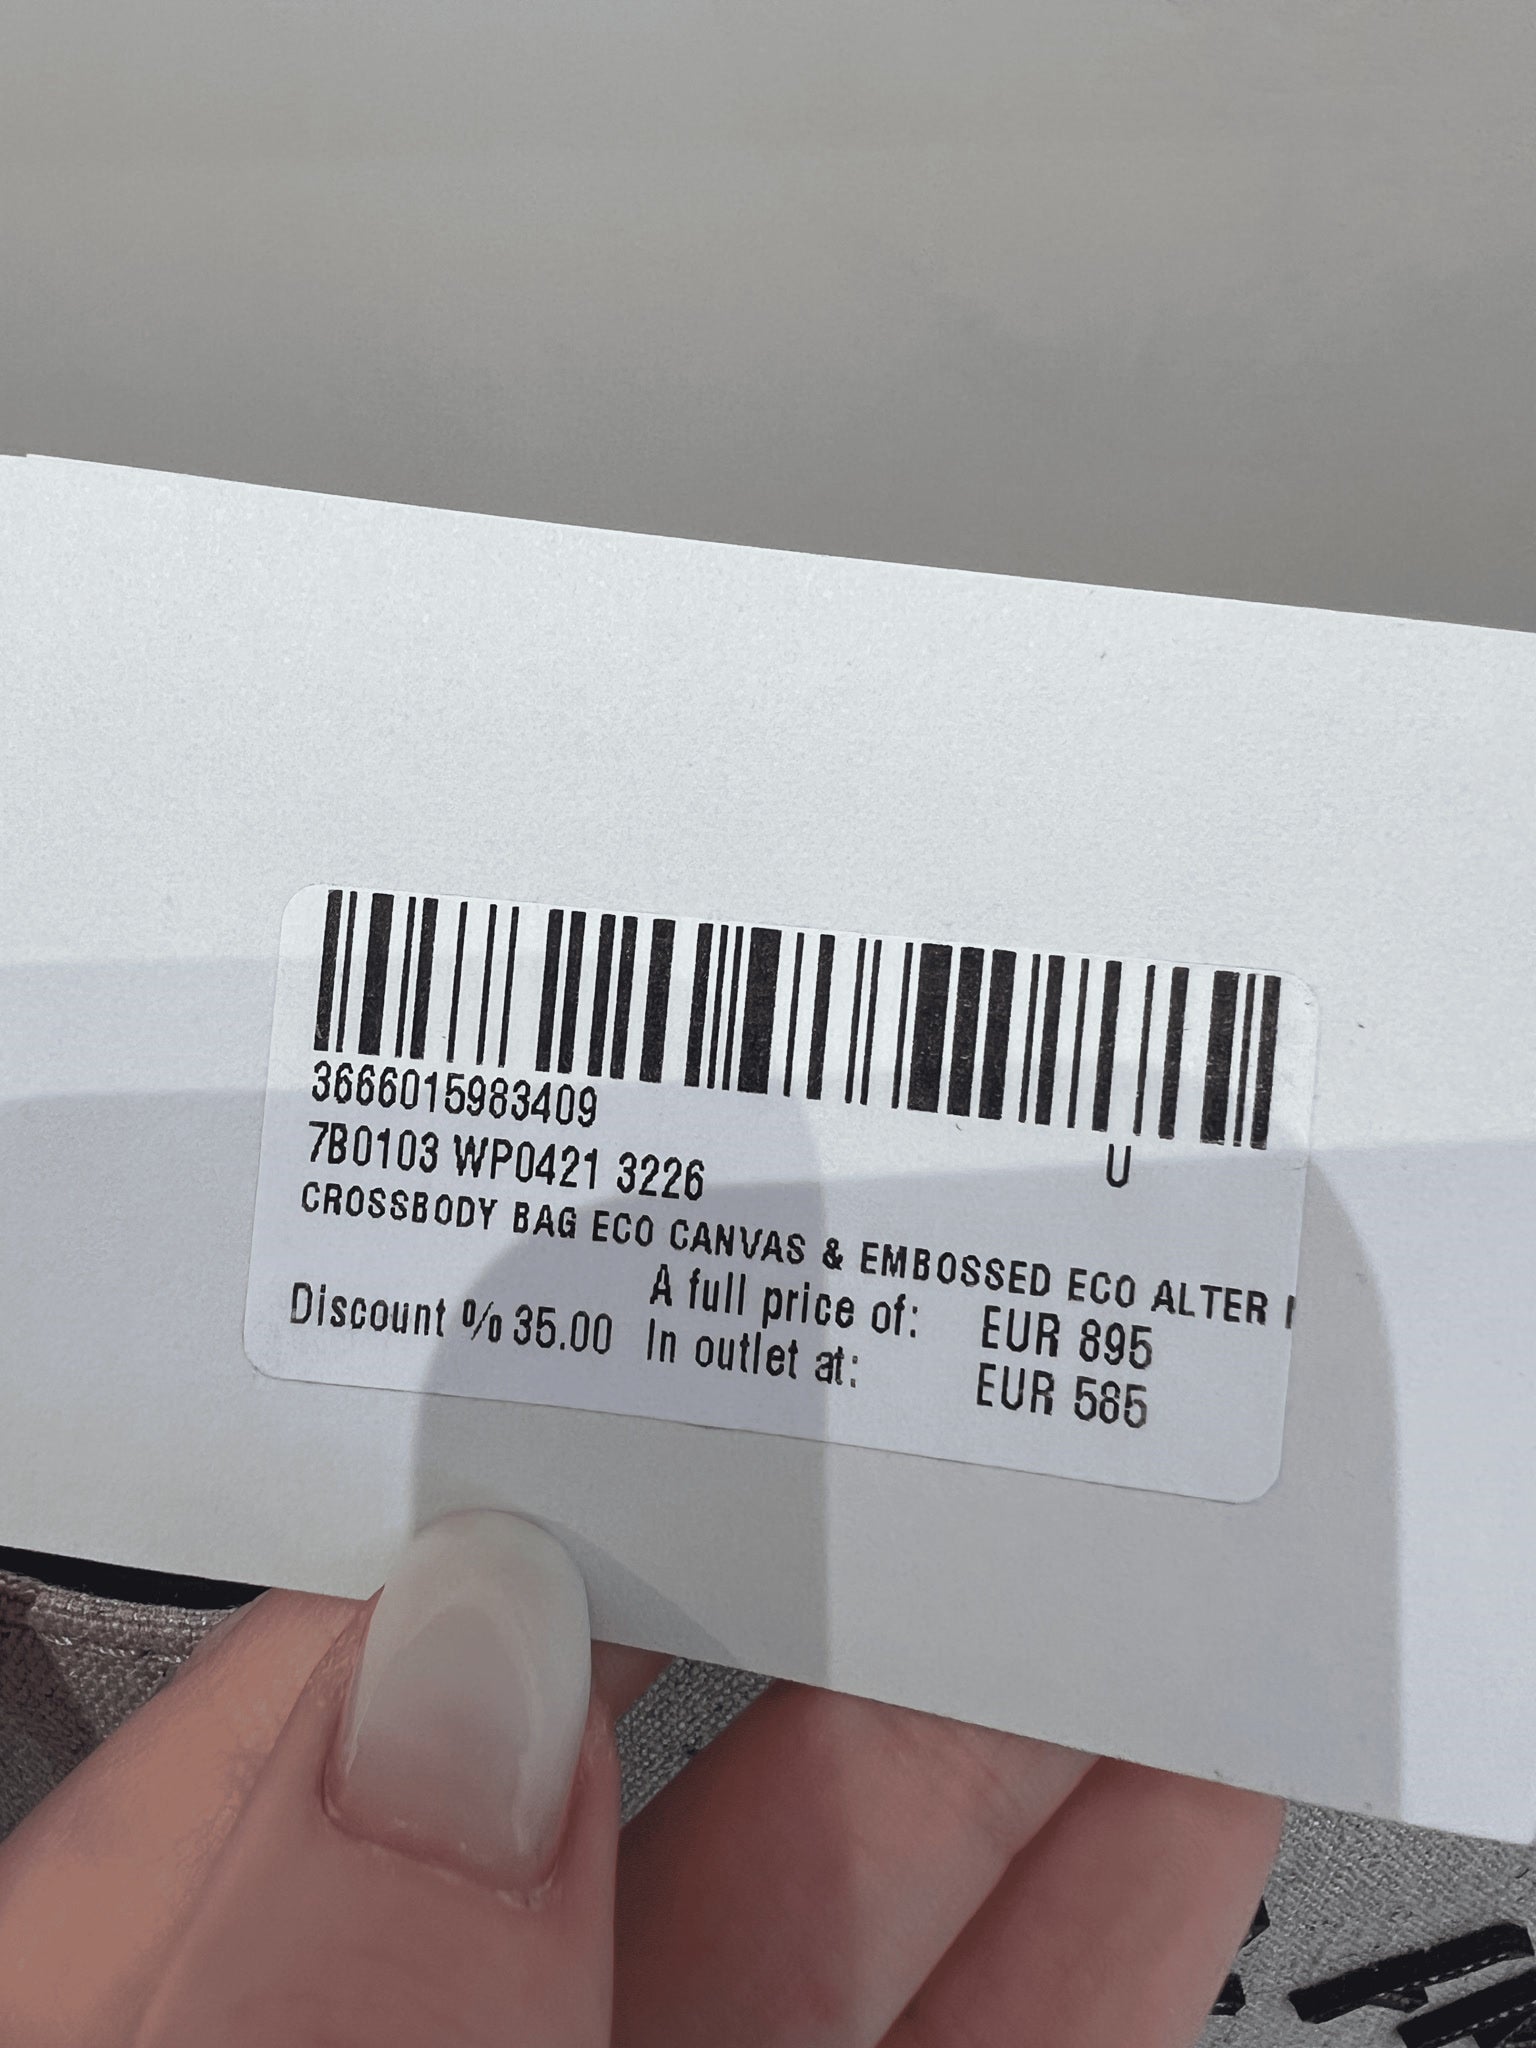 3666015983409
7B0103 WP0421 3226 U
CROSSBODY BAG ECO CANVAS & EMBOSSED ECO ALTER
A full price of: EUR 895
Discount % 35.00 In outlet at: EUR 585